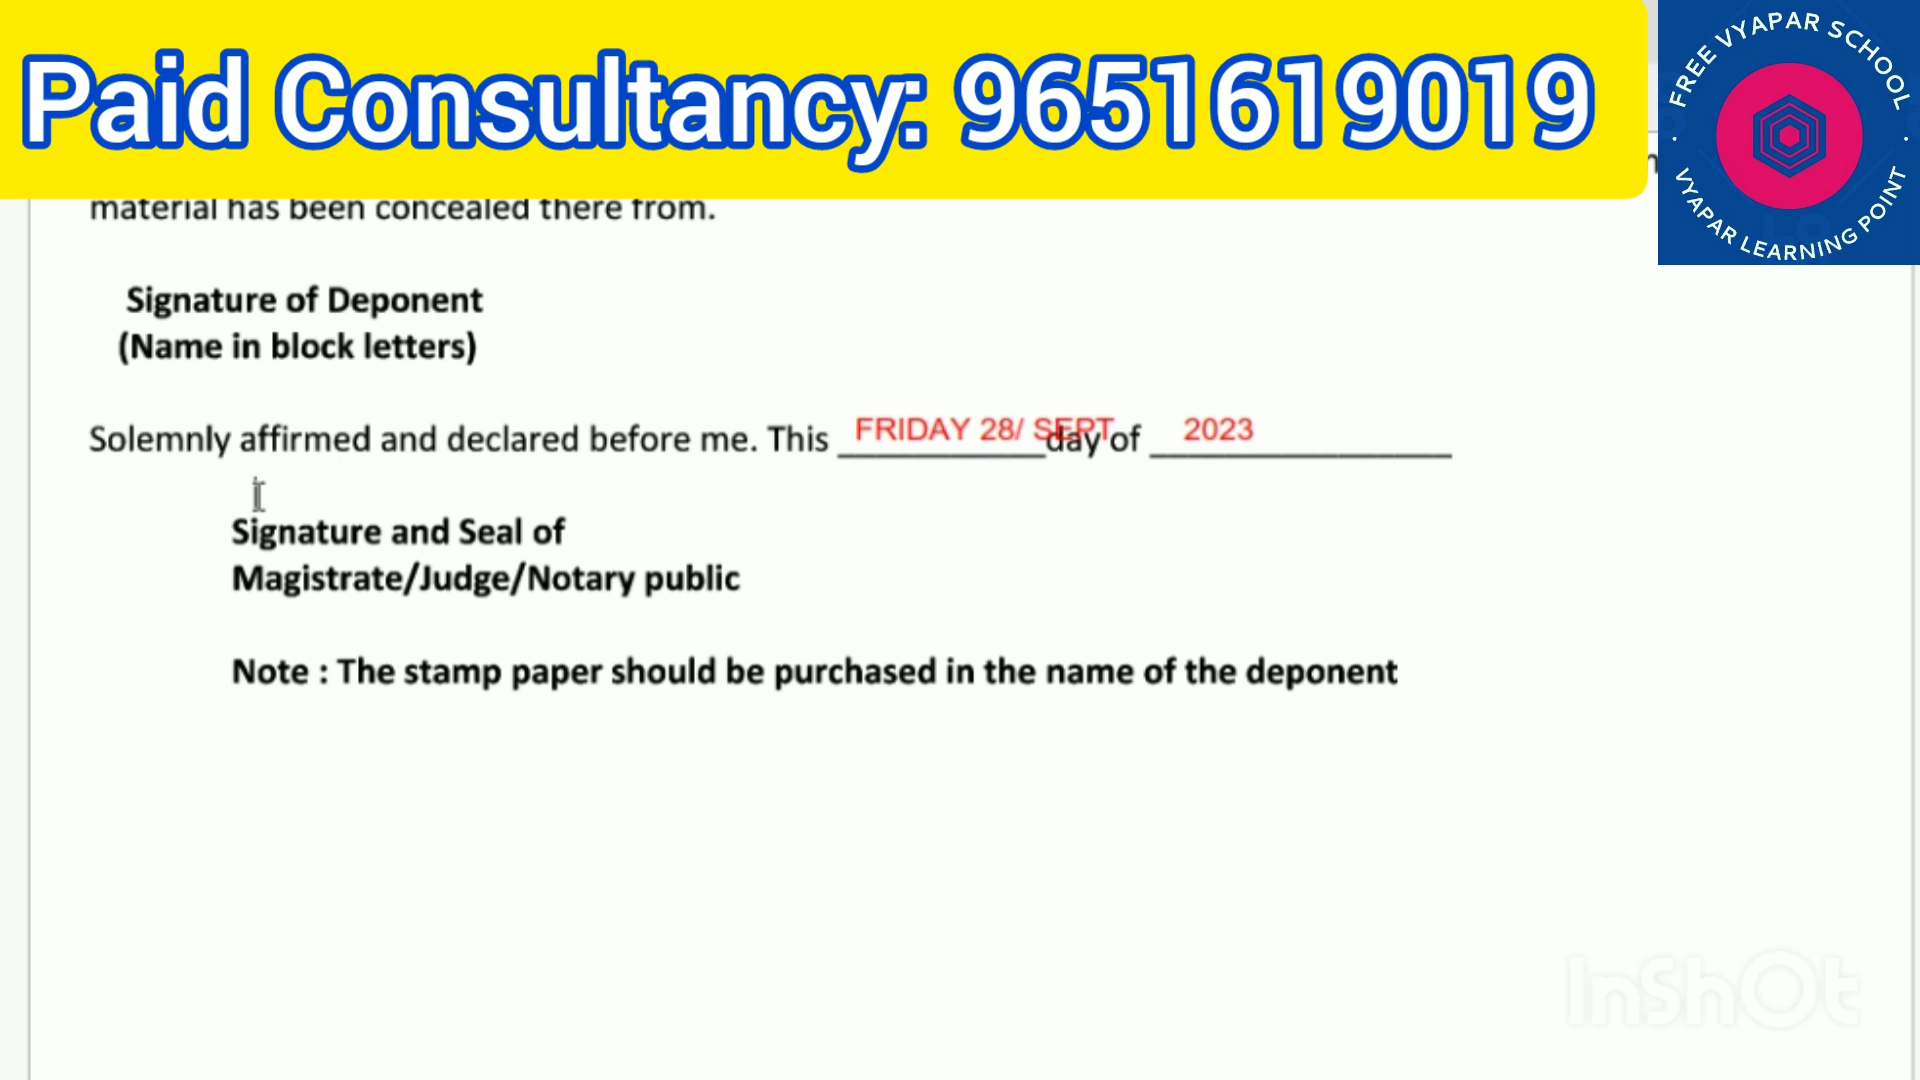 Paid Consultancy: 9651619019
FREE VYAPAR SCHOOL
VYAPAR LEARNING POINT
material has been concealed there from.
Signature of Deponent
(Name in block letters)
Solemnly affirmed and declared before me. This FRIDAY 28/ SEPT day of 2023
Signature and Seal of
Magistrate/Judge/Notary public
Note : The stamp paper should be purchased in the name of the deponent
InShOt